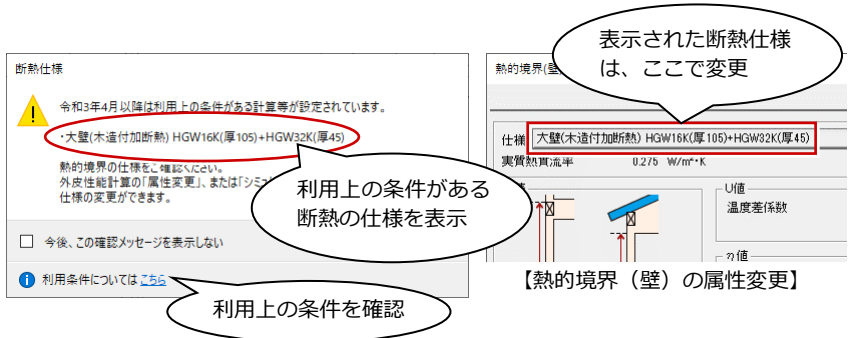 表示された断熱仕様
は、ここで変更
断熱仕様
令和3年4月以降は利用上の条件がある計算等が設定されています。
・大壁(木造付加断熱) HGW16K(厚105)+HGW32K(厚45)
熱的境界の仕様をご確認ください。
外皮性能計算の「属性変更」、または「シミュ
仕様の変更ができます。
利用上の条件がある
断熱の仕様を表示
今後、この確認メッセージを表示しない
利用条件についてはこちら
利用上の条件を確認
熱的境界(壁
仕様 大壁(木造付加断熱) HGW16K(厚105)+HGW32K(厚45)
実質熱貫流率 0.275 W/m²・K
U値
温度差係数
η値
【熱的境界（壁）の属性変更】